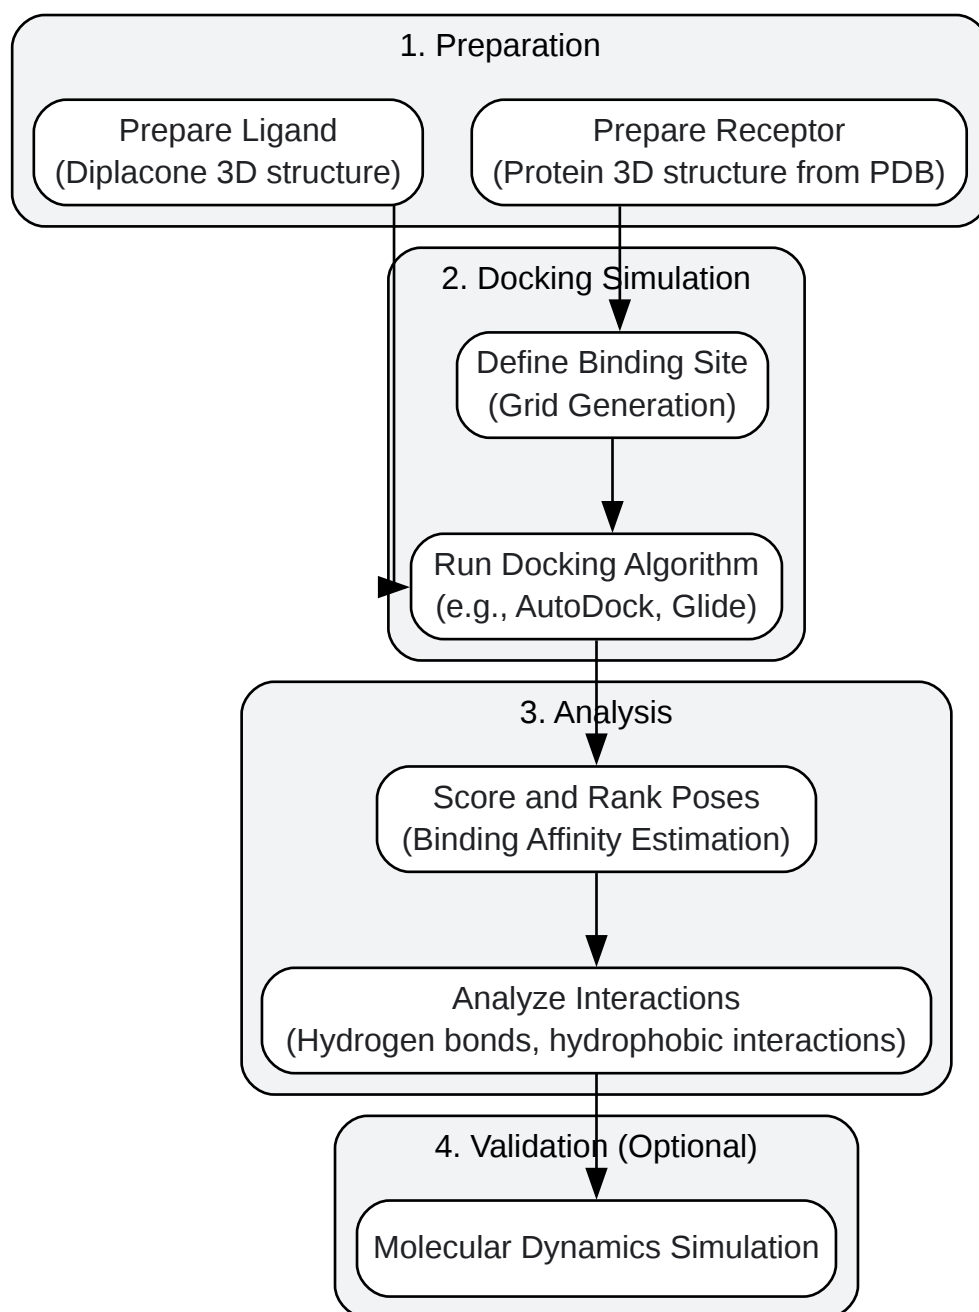 1. Preparation
Prepare Ligand
(Diplacone 3D structure)
Prepare Receptor
(Protein 3D structure from PDB)
2. Docking Simulation
Define Binding Site
(Grid Generation)
Run Docking Algorithm
(e.g., AutoDock, Glide)
3. Analysis
Score and Rank Poses
(Binding Affinity Estimation)
Analyze Interactions
(Hydrogen bonds, hydrophobic interactions)
4. Validation (Optional)
Molecular Dynamics Simulation